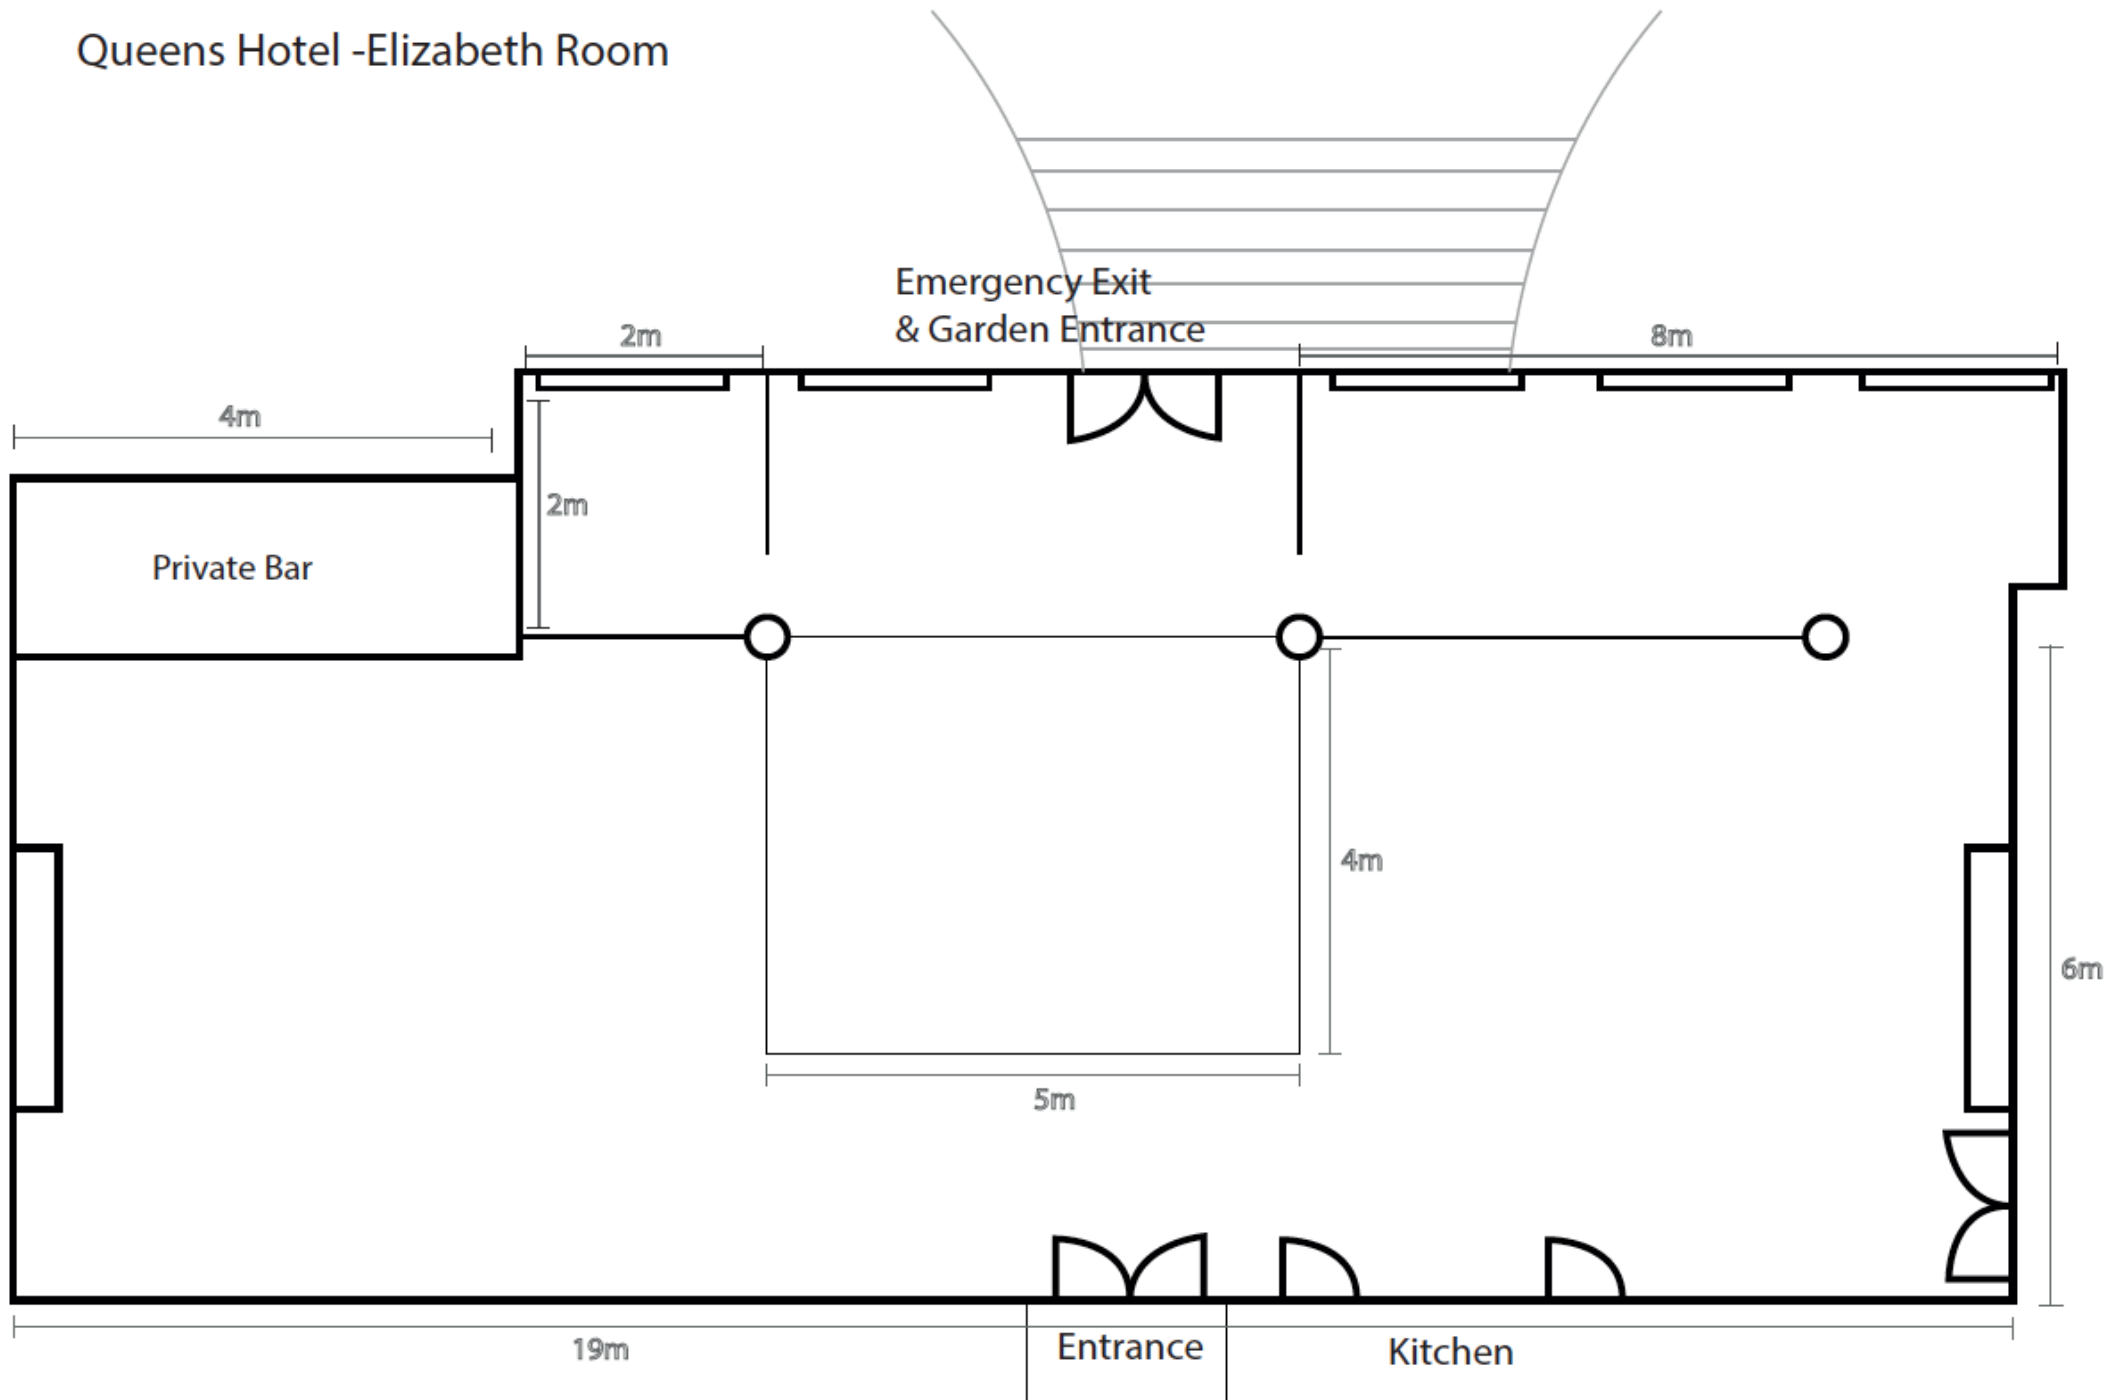 Queens Hotel -Elizabeth Room
Emergency Exit
& Garden Entrance
2m
8m
4m
2m
Private Bar
4m
6m
5m
19m
Entrance
Kitchen